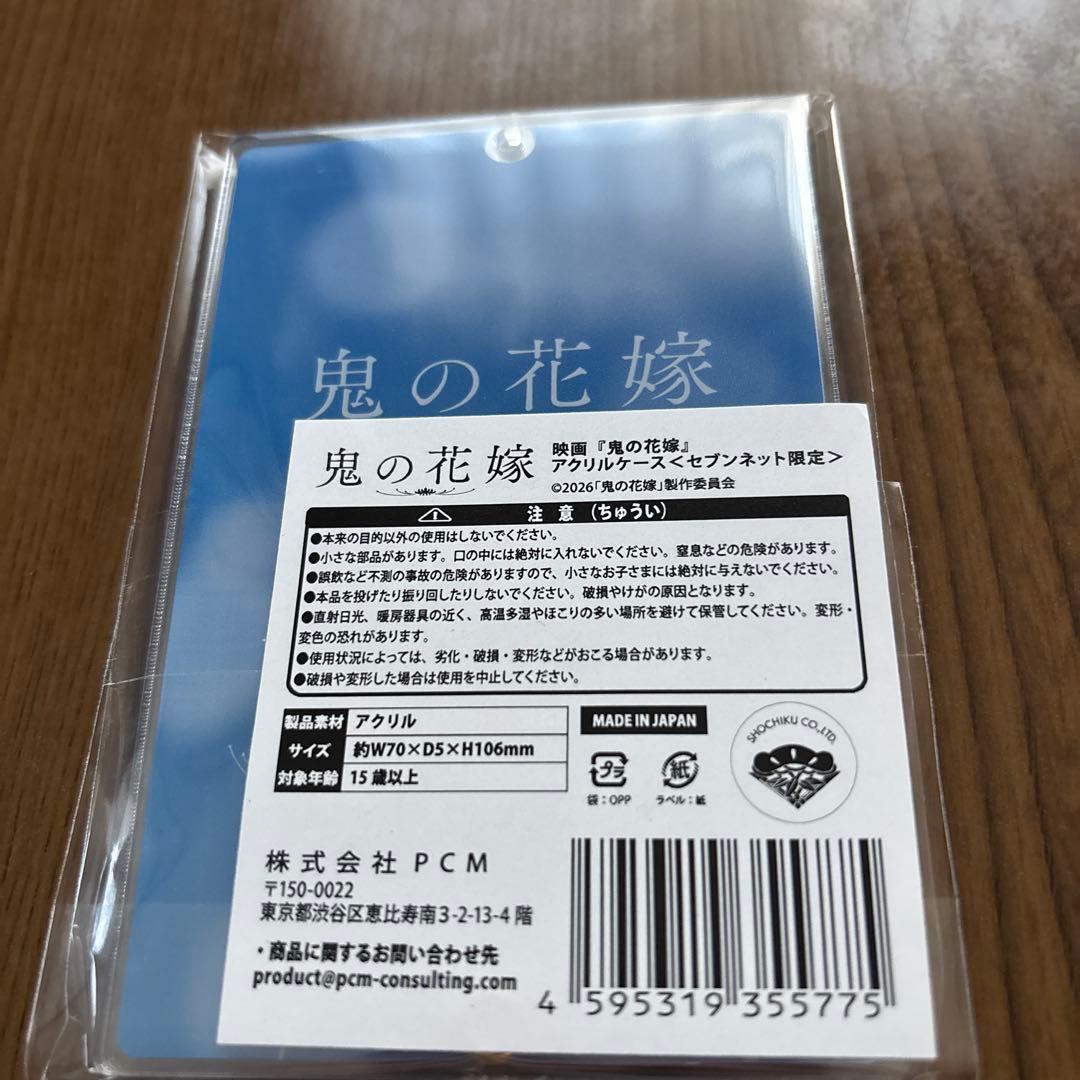 鬼の花嫁
鬼の花嫁
映画『鬼の花嫁』
アクリルケース＜セブンネット限定＞
©2026「鬼の花嫁」製作委員会
注意（ちゅうい）
●本来の目的以外の使用はしないでください。
●小さな部品があります。口の中には絶対に入れないでください。窒息などの危険があります。
●誤飲など不測の事故の危険がありますので、小さなお子さまには絶対に与えないでください。
●本品を投げたり振り回したりしないでください。破損やけがの原因となります。
●直射日光、暖房器具の近く、高温多湿やほこりの多い場所を避けて保管してください。変形・
変色の恐れがあります。
●使用状況によっては、劣化・破損・変形などがおこる場合があります。
●破損や変形した場合は使用を中止してください。
製品素材 アクリル
サイズ 約W70×D5×H106mm
対象年齢 15歳以上
MADE IN JAPAN
プラ
袋：OPP
紙
ラベル：紙
SHOCHIKU CO.,LTD.
株式会社PCM
〒150-0022
東京都渋谷区恵比寿南3-2-13-4階
・商品に関するお問い合わせ先
product@pcm-consulting.com
4 595319 355775